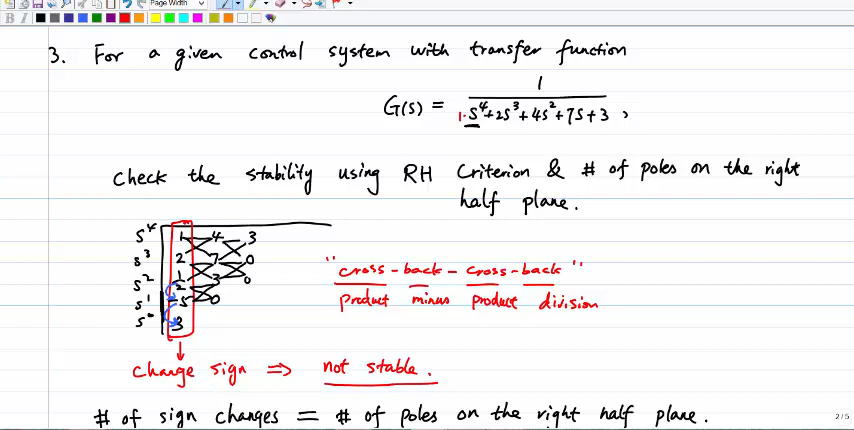 Page Width
B I
3. For a given control system with transfer function
G(s) = 1 / (1·S⁴+2S³+4S²+7S+3),
Check the stability using RH Criterion & # of poles on the right
half plane.
S⁴ 1 4 3
S³ 2 7 0
S² 1/2 3 0
S¹ -5 0
S⁰ 3
"cross-back-cross-back"
product minus product division
change sign ⇒ not stable.
# of sign changes = # of poles on the right half plane.
2/5